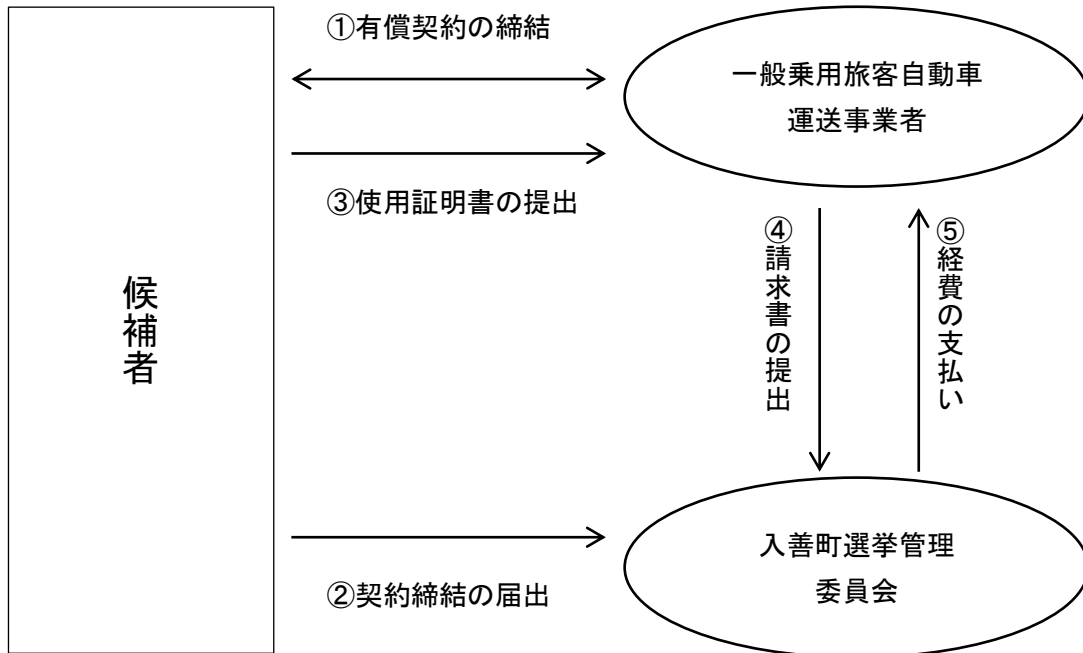 ①有償契約の締結
一般乗用旅客自動車
運送事業者
③使用証明書の提出
候補者
④請求書の提出
⑤経費の支払い
②契約締結の届出
入善町選挙管理
委員会